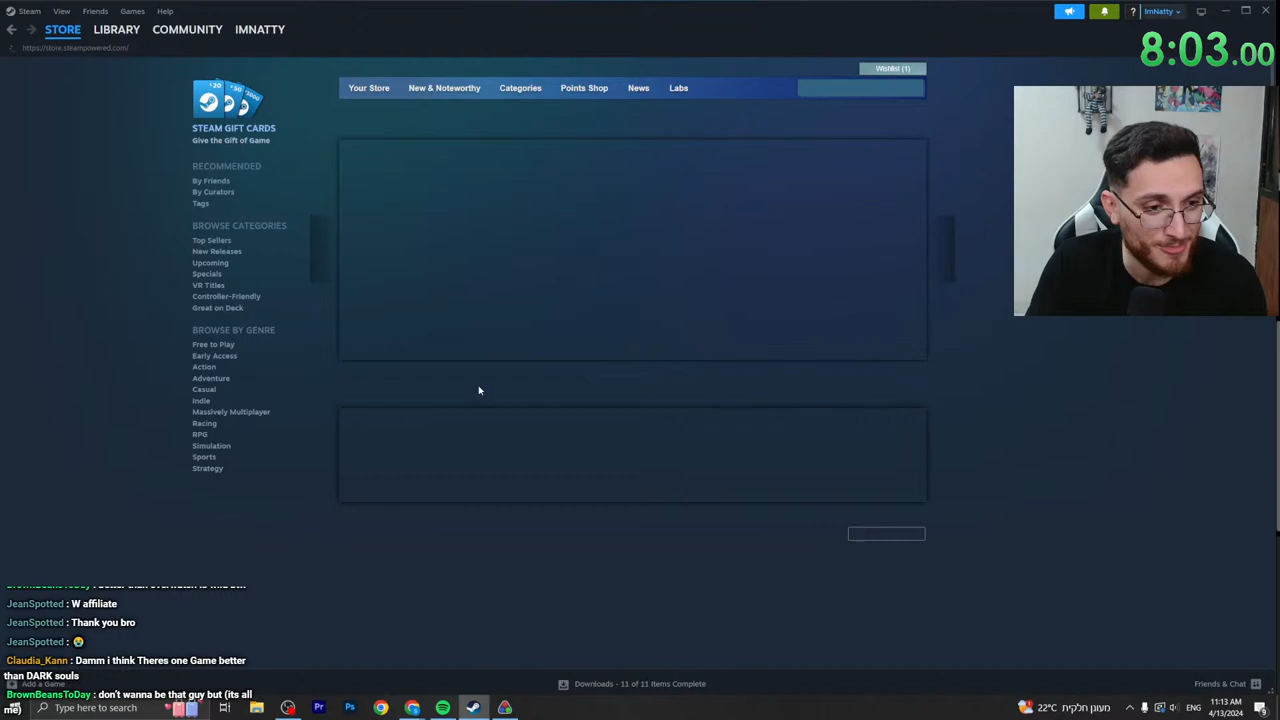 Steam View Friends Games Help
ImNatty
STORE LIBRARY COMMUNITY IMNATTY
8:03.00
https://store.steampowered.com/
Wishlist (1)
Your Store New & Noteworthy Categories Points Shop News Labs
STEAM GIFT CARDS
Give the Gift of Game
RECOMMENDED
By Friends
By Curators
Tags
BROWSE CATEGORIES
Top Sellers
New Releases
Upcoming
Specials
VR Titles
Controller-Friendly
Great on Deck
BROWSE BY GENRE
Free to Play
Early Access
Action
Adventure
Casual
Indie
Massively Multiplayer
Racing
RPG
Simulation
Sports
Strategy
JeanSpotted : W affiliate
JeanSpotted : Thank you bro
JeanSpotted : 😭
Claudia_Kann : Damm i think Theres one Game better
than DARK souls
Add a Game Downloads - 11 of 11 Items Complete Friends & Chat
BrownBeansToDay : don't wanna be that guy but (its all
me)
Type here to search
22°C מעונן חלקית
ENG
11:13 AM
4/13/2024
9